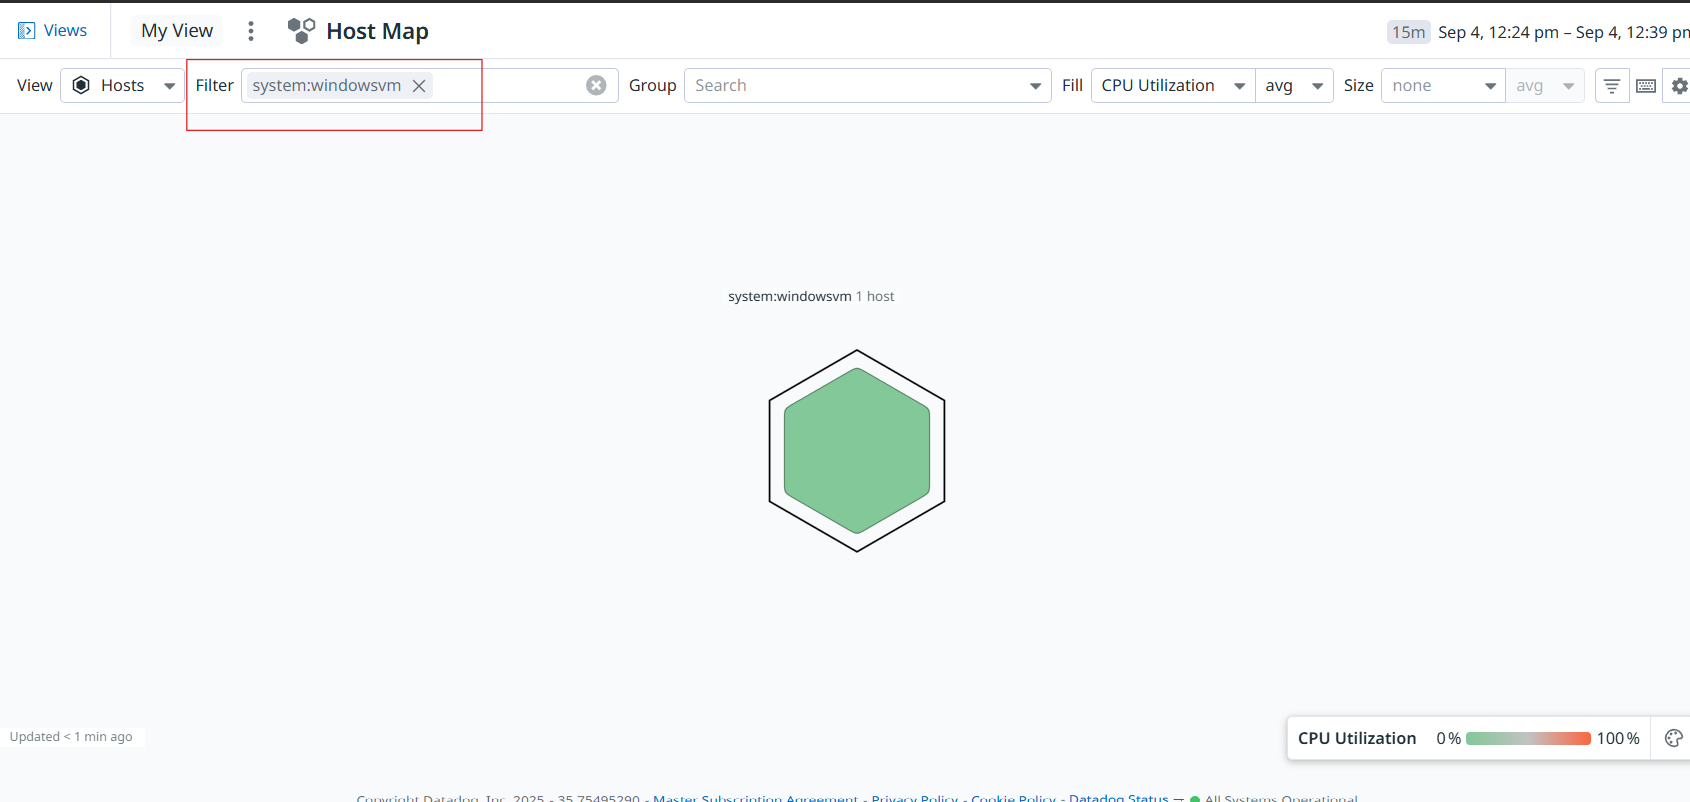 Views My View Host Map 15m Sep 4, 12:24 pm – Sep 4, 12:39 pm
View Hosts Filter system:windowsvm Group Search Fill CPU Utilization avg Size none avg
system:windowsvm 1 host
Updated < 1 min ago
CPU Utilization 0% 100%
Copyright Datadog, Inc. 2025 - 35.75495290 - Master Subscription Agreement - Privacy Policy - Cookie Policy - Datadog Status → All Systems Operational